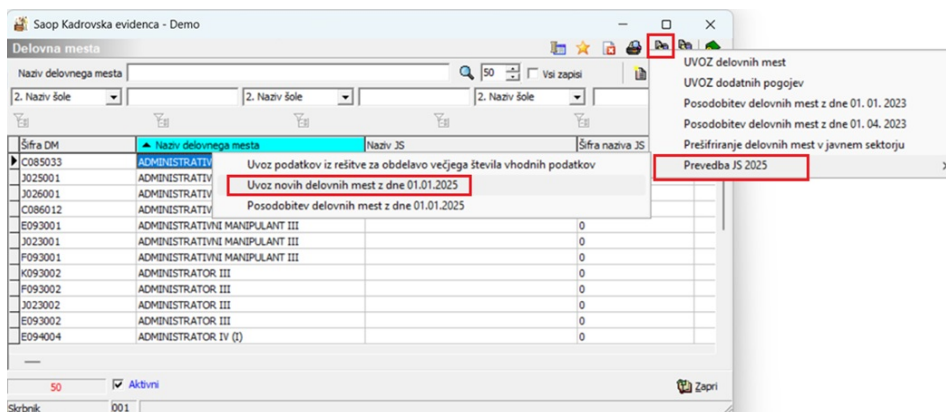 Saop Kadrovska evidenca - Demo
Delovna mesta
Naziv delovnega mesta
50
Vsi zapisi
2. Naziv šole
2. Naziv šole
2. Naziv šole
UVOZ delovnih mest
UVOZ dodatnih pogojev
Posodobitev delovnih mest z dne 01. 01. 2023
Posodobitev delovnih mest z dne 01. 04. 2023
Prešifriranje delovnih mest v javnem sektorju
Prevedba JS 2025
Šifra DM Naziv delovnega mesta Naziv JS Šifra naziva JS
Uvoz podatkov iz rešitve za obdelavo večjega števila vhodnih podatkov
Uvoz novih delovnih mest z dne 01.01.2025
Posodobitev delovnih mest z dne 01.01.2025
C085033
J025001
J026001
C086012
E093001 ADMINISTRATIVNI MANIPULANT III 0
J023001 ADMINISTRATIVNI MANIPULANT III 0
F093001 ADMINISTRATIVNI MANIPULANT III 0
K093002 ADMINISTRATOR III 0
F093002 ADMINISTRATOR III 0
J023002 ADMINISTRATOR III 0
E093002 ADMINISTRATOR III 0
E094004 ADMINISTRATOR IV (I) 0
50 Aktivni Zapri
Skrbnik 001